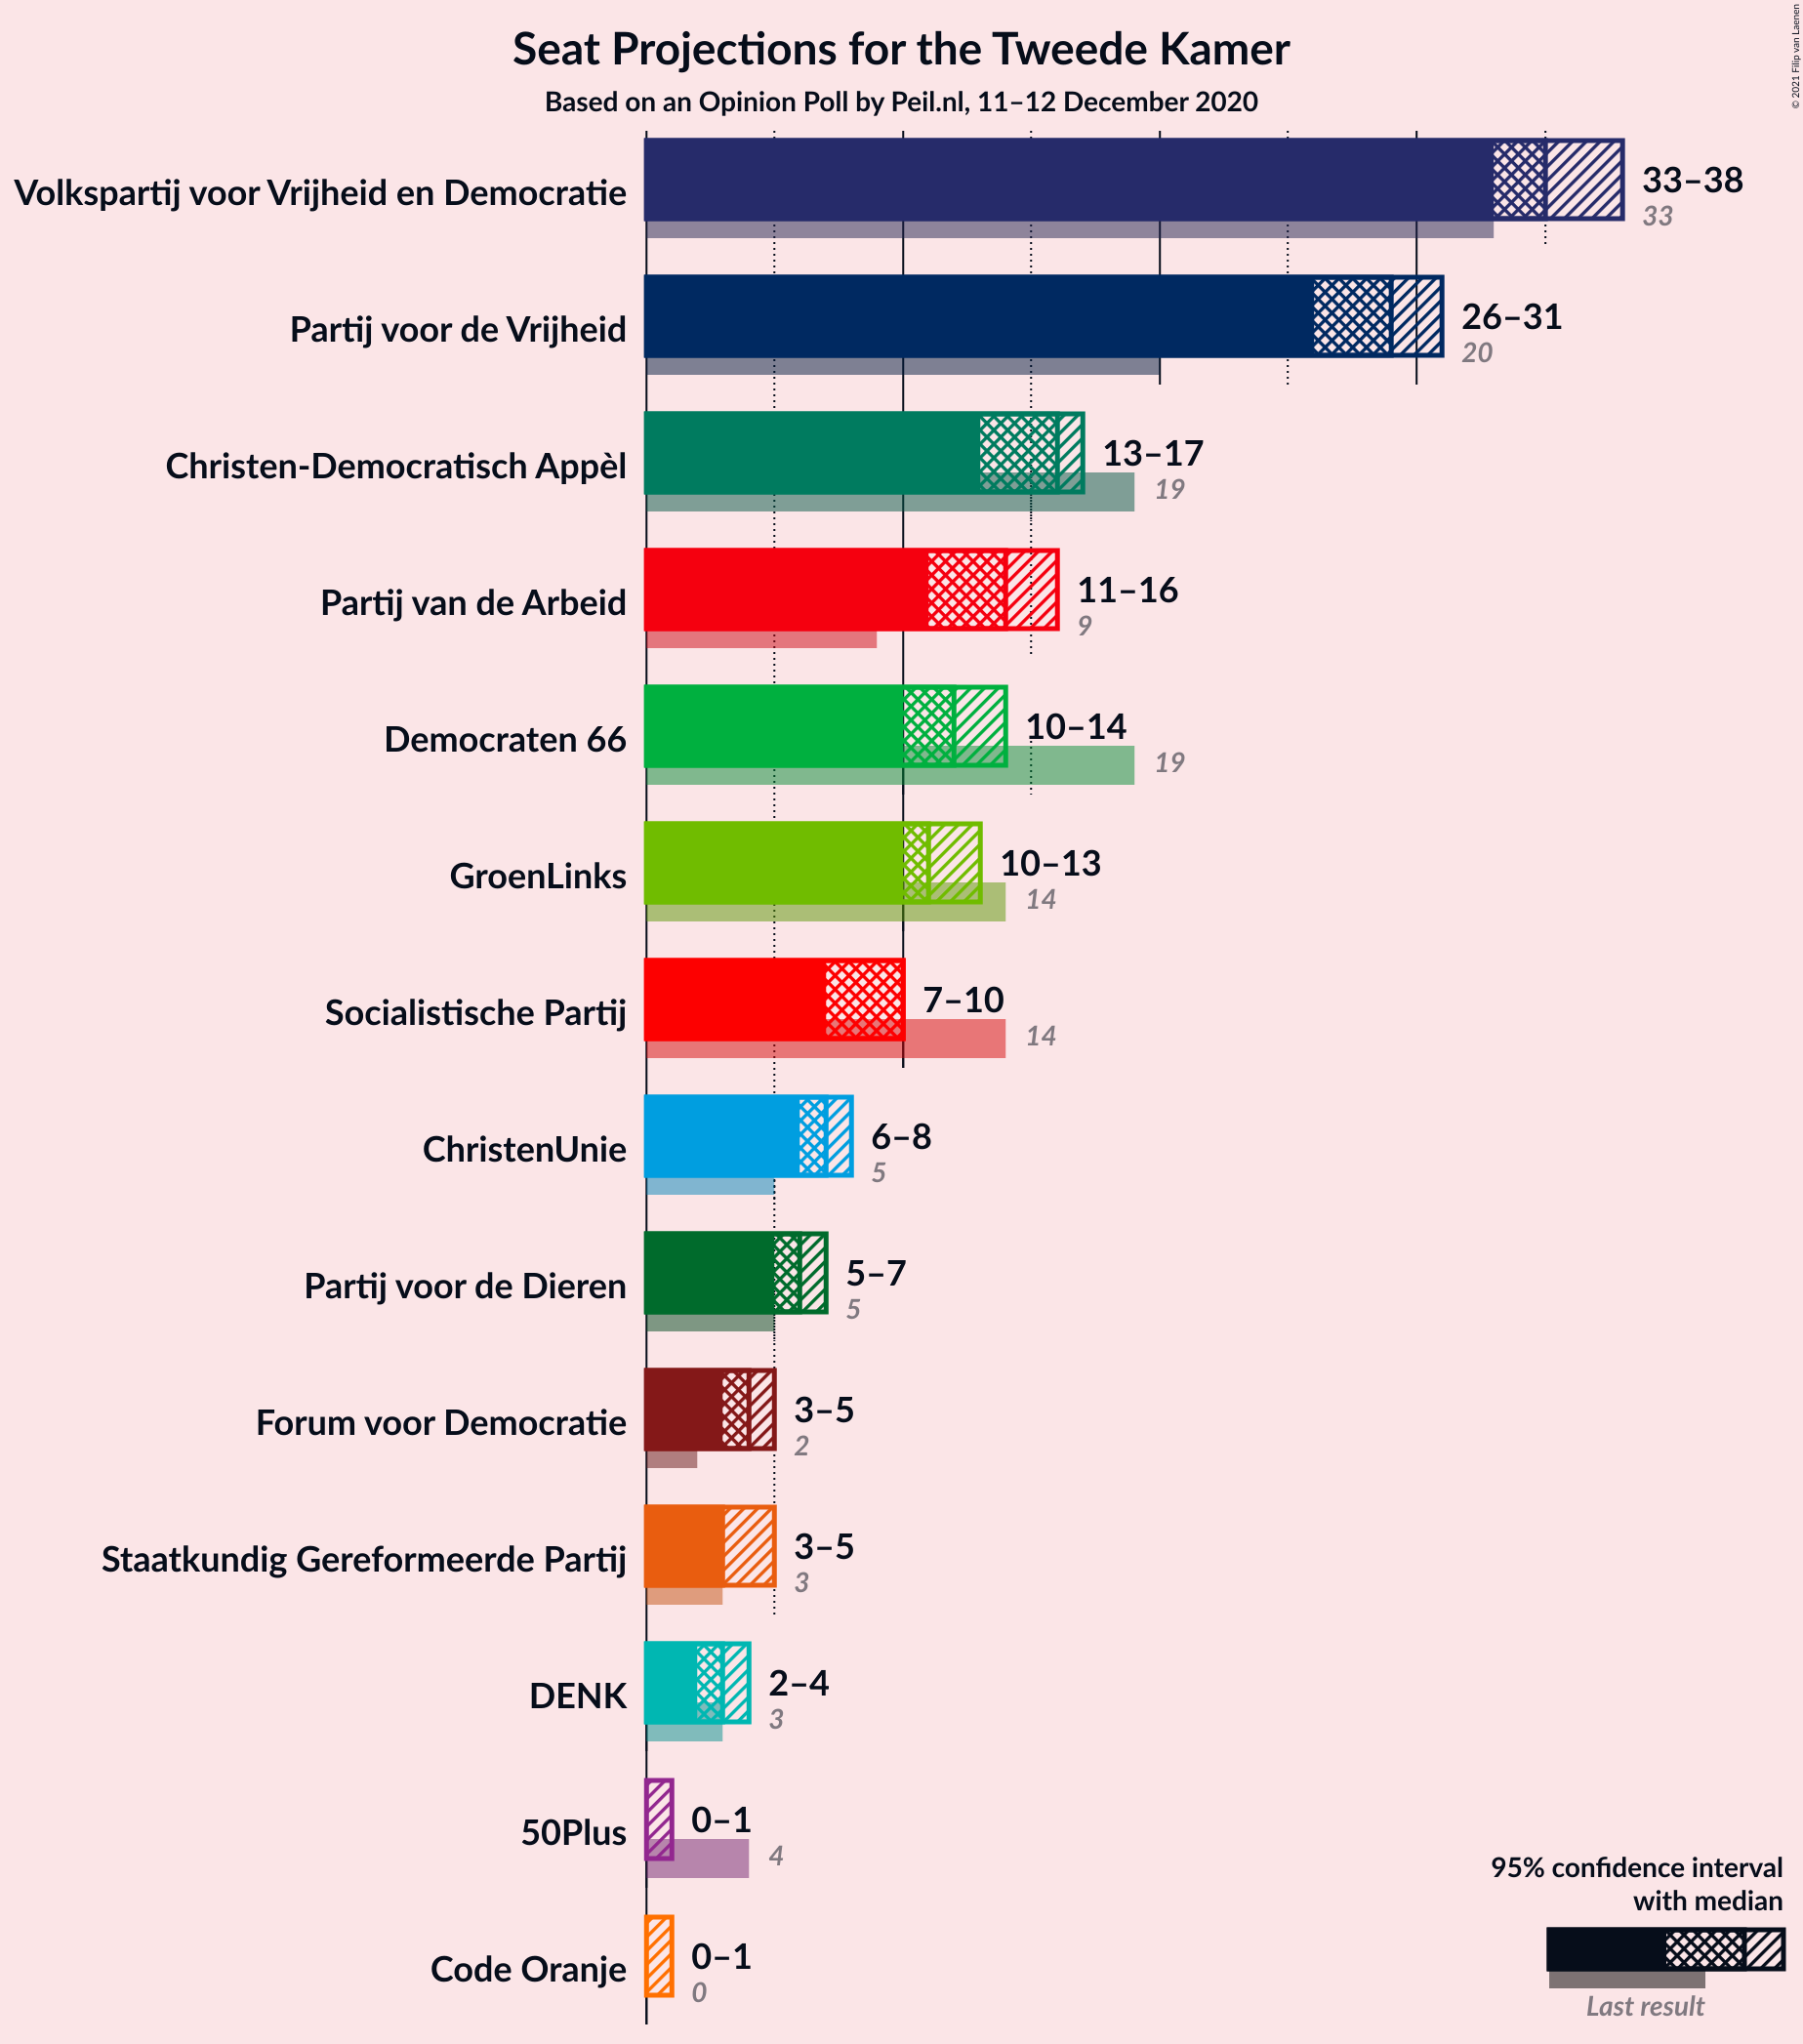 Seat Projections for the Tweede Kamer
Based on an Opinion Poll by Peil.nl, 11–12 December 2020
© 2021 Filip van Laenen
Volkspartij voor Vrijheid en Democratie
33–38
33
Partij voor de Vrijheid
26–31
20
Christen-Democratisch Appèl
13–17
19
Partij van de Arbeid
11–16
9
Democraten 66
10–14
19
GroenLinks
10–13
14
Socialistische Partij
7–10
14
ChristenUnie
6–8
5
Partij voor de Dieren
5–7
5
Forum voor Democratie
3–5
2
Staatkundig Gereformeerde Partij
3–5
3
DENK
2–4
3
50Plus
0–1
4
Code Oranje
0–1
0
95% confidence interval
with median
Last result